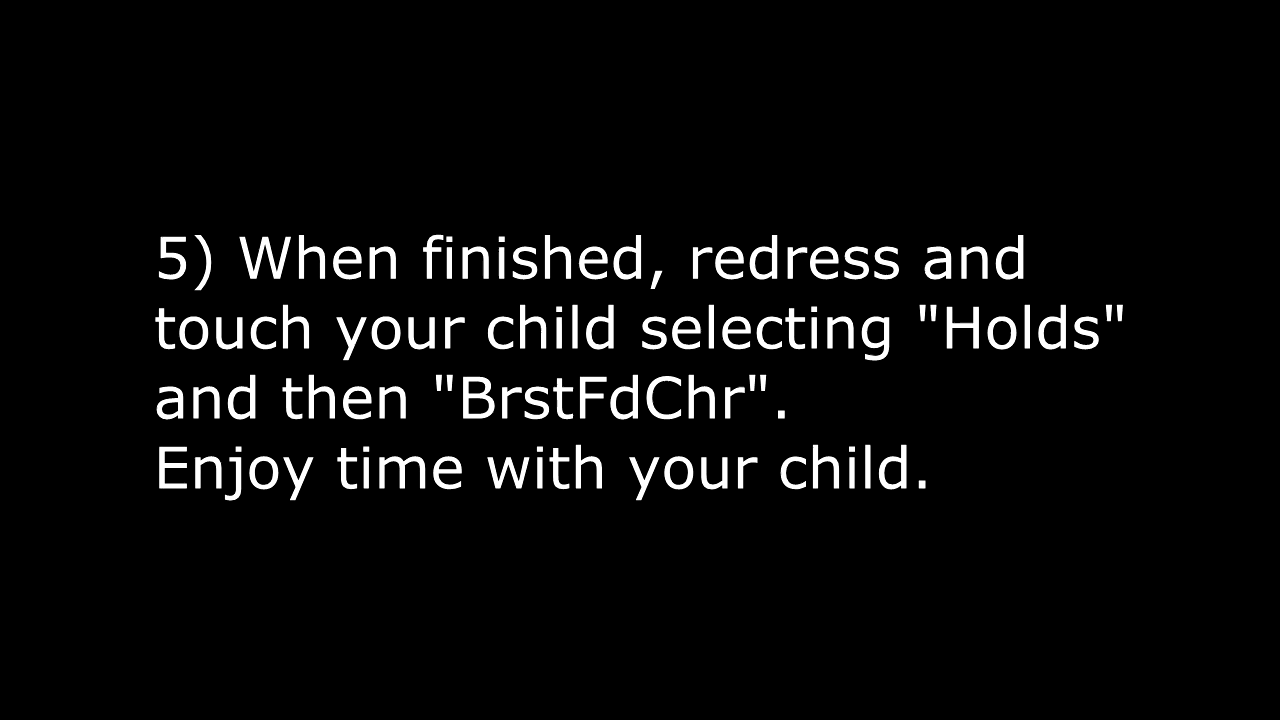 5) When finished, redress and
touch your child selecting "Holds"
and then "BrstFdChr".
Enjoy time with your child.